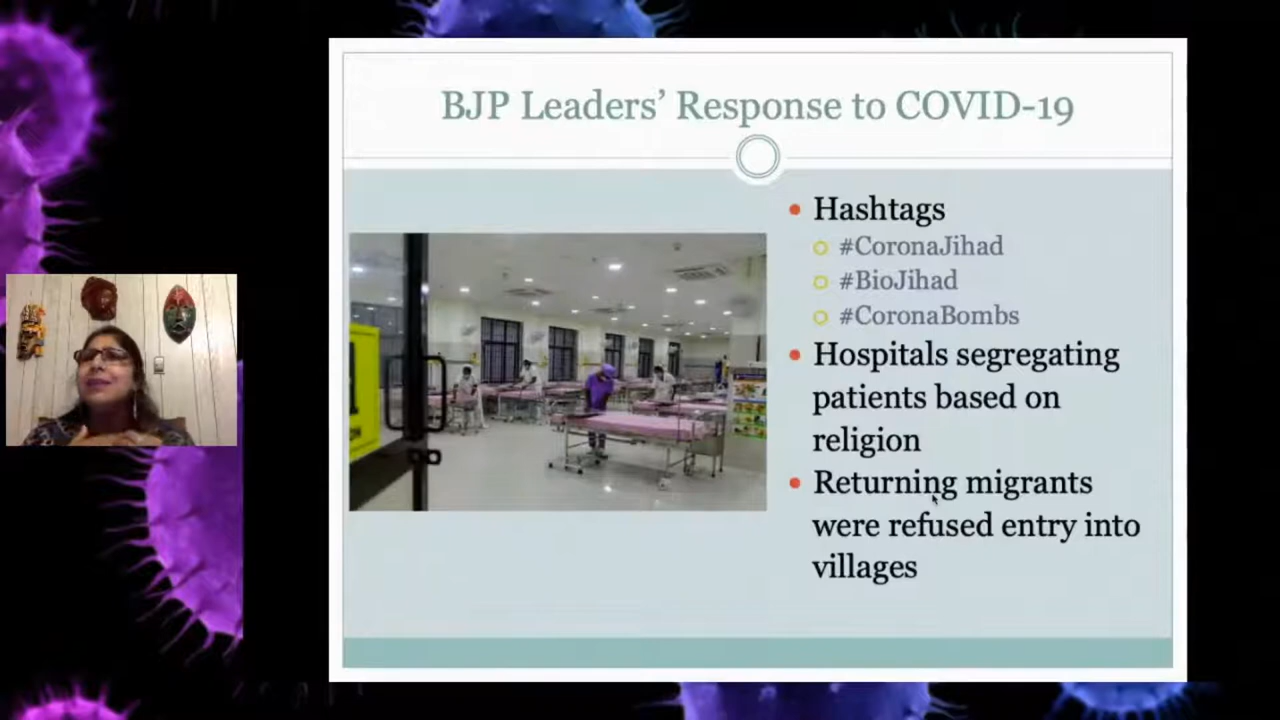 BJP Leaders’ Response to COVID-19
Hashtags
#CoronaJihad
#BioJihad
#CoronaBombs
Hospitals segregating
patients based on
religion
Returning migrants
were refused entry into
villages